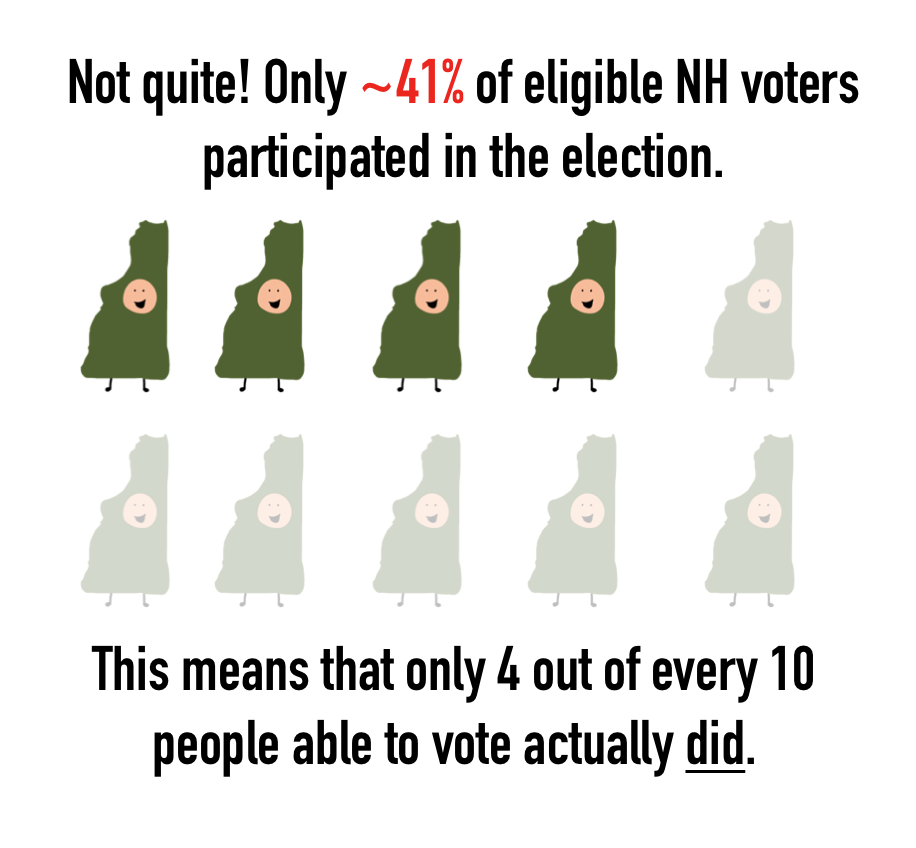 Not quite! Only ~41% of eligible NH voters
participated in the election.
This means that only 4 out of every 10
people able to vote actually did.